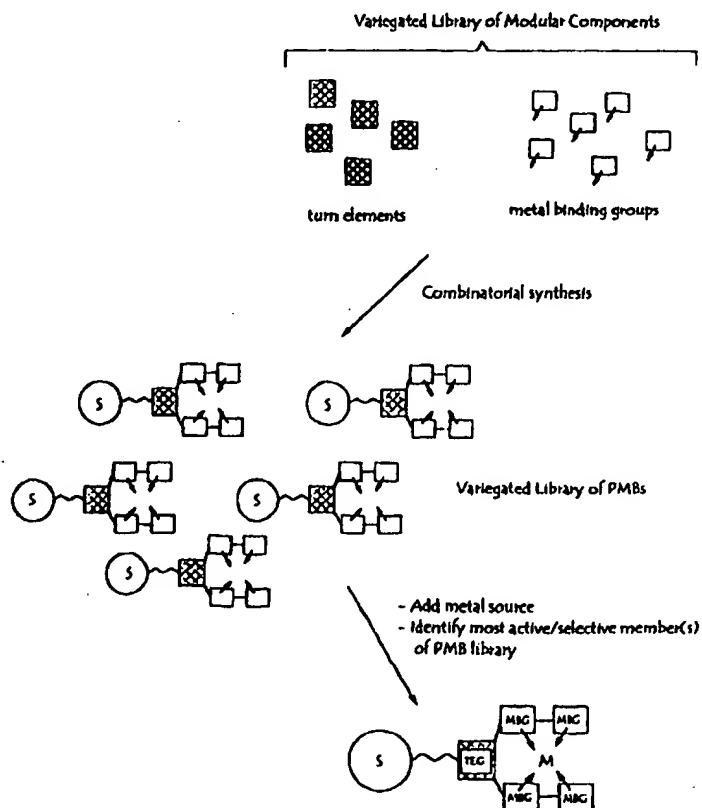 Variegated Library of Modular Components
turn elements
metal binding groups
Combinatorial synthesis
S
S
S
S
Variegated Library of PMBs
S
- Add metal source
- Identify most active/selective member(s)
of PMB library
MBG
MBG
S
TEG
M
MBG
MBG